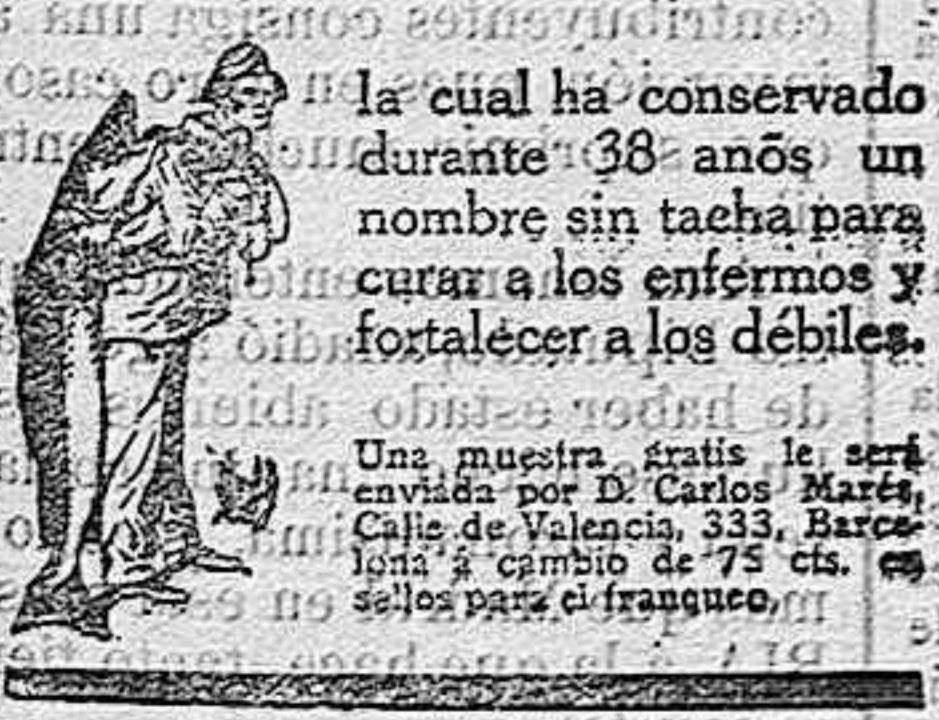 la cual ha conservado
durante 38 anõs un
nombre sin tacha para
curar a los enfermos y
fortalecer a los débiles.
Una muestra gratis le será
enviada por D. Carlos Marés,
Calle de Valencia, 333, Barce-
lona á cambio de 75 cts. en
sellos para el franqueo,